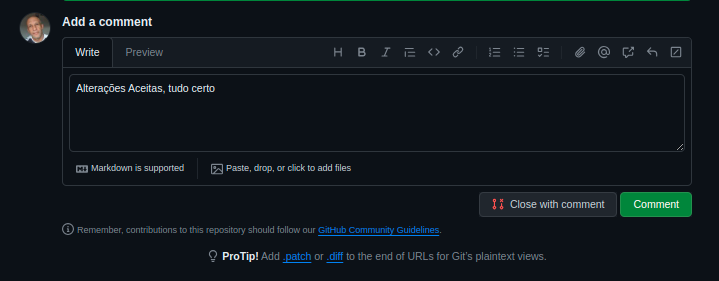 Add a comment
Write Preview
Alterações Aceitas, tudo certo
Markdown is supported Paste, drop, or click to add files
Close with comment Comment
Remember, contributions to this repository should follow our GitHub Community Guidelines.
ProTip! Add .patch or .diff to the end of URLs for Git's plaintext views.